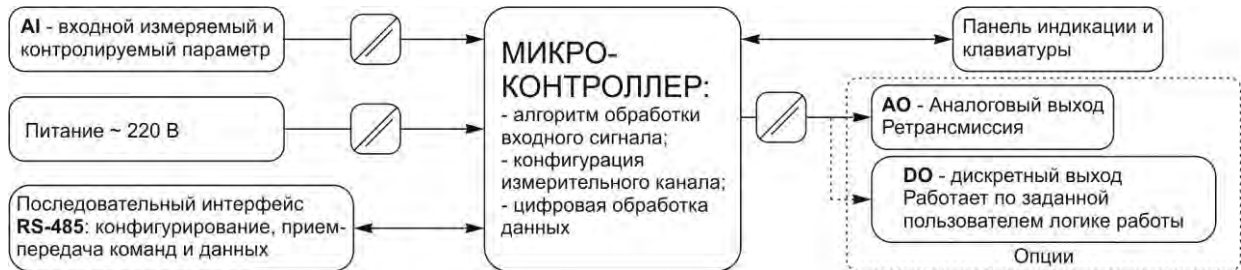 AI - входной измеряемый и
контролируемый параметр
Питание ~ 220 В
Последовательный интерфейс
RS-485: конфигурирование, прием-
передача команд и данных
МИКРО-
КОНТРОЛЛЕР:
- алгоритм обработки
входного сигнала;
- конфигурация
измерительного канала;
- цифровая обработка
данных
Панель индикации и
клавиатуры
AO - Аналоговый выход
Ретрансмиссия
DO - дискретный выход
Работает по заданной
пользователем логике работы
Опции